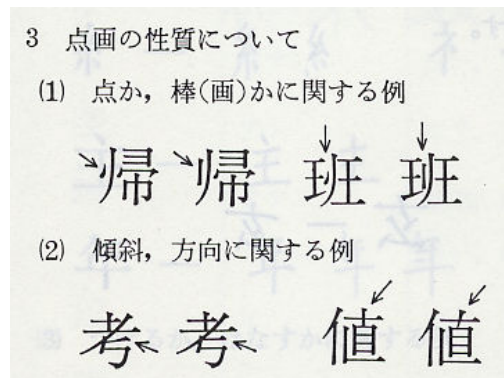 3 点画の性質について
(1) 点か,棒(画)かに関する例
帰 帰 班 班
(2) 傾斜,方向に関する例
考 考 値 値